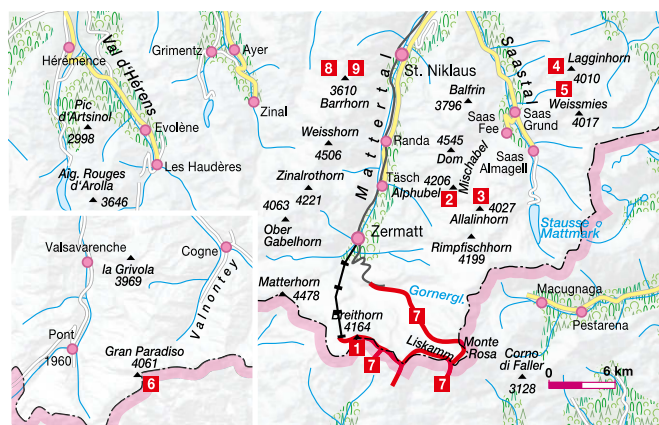 Hérémence
Val d'Hérens
Pic
d'Artsinol
2998
Evolène
Les Haudères
Aig. Rouges
d'Arolla
3646
Grimentz
Ayer
Zinal
8 9
3610
Barrhorn
Weisshorn
4506
Zinalrothorn
4221
4063
Ober
Gabelhorn
Mattertal
St. Niklaus
Randa
Täsch
Zermatt
Balfrin
3796
4545
Dom
Mischabel
4206
Alphubel
2
3
4027
Allalinhorn
Rimpfischhorn
4199
Saastal
Saas
Fee
Saas
Grund
Saas
Almagell
4
Lagginhorn
4010
5
Weissmies
4017
Stausee
Mattmark
Matterhorn
4478
Breithorn
4164
1
7
Gornergl.
7
Liskamm
7
Monte
Rosa
Macugnaga
Pestarena
Corno
di Faller
3128
0 6 km
Valsavarenche
la Grivola
3969
Cogne
Valnontey
Pont
1960
Gran Paradiso
4061
6